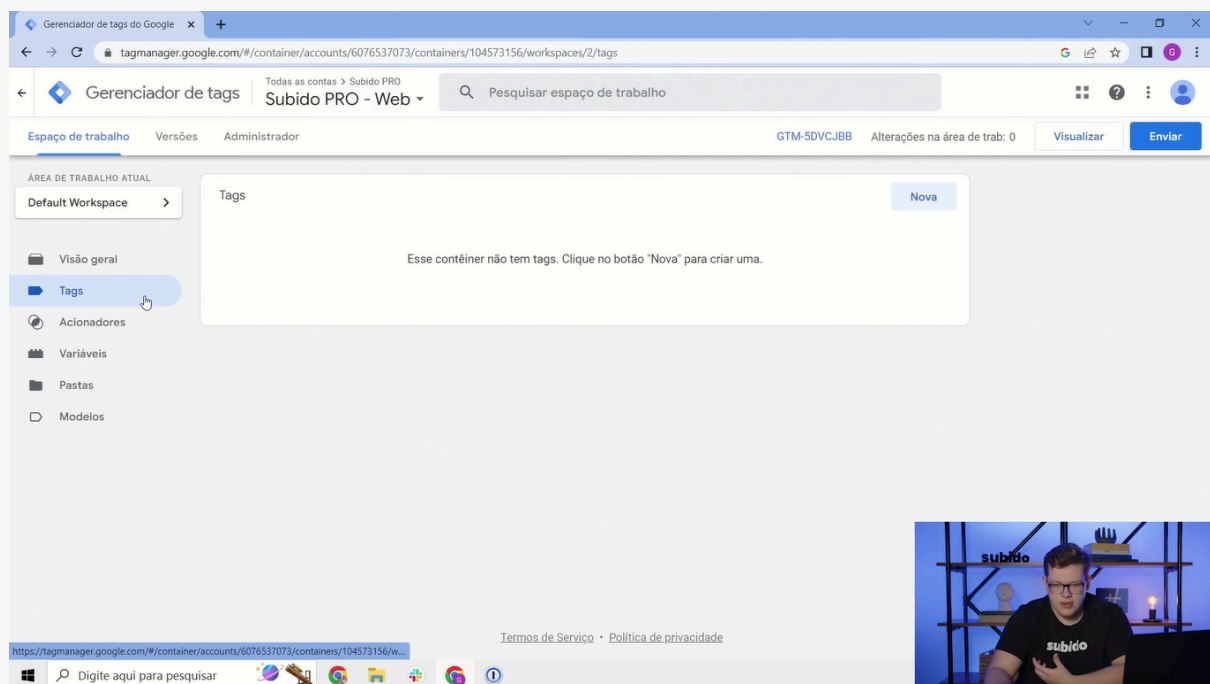 Gerenciador de tags do Google
tagmanager.google.com/#/container/accounts/6076537073/containers/104573156/workspaces/2/tags
G
Gerenciador de tags
Todas as contas > Subido PRO
Subido PRO - Web
Pesquisar espaço de trabalho
Espaço de trabalho
Versões
Administrador
GTM-5DVCJBB
Alterações na área de trab: 0
Visualizar
Enviar
ÁREA DE TRABALHO ATUAL
Default Workspace
Tags
Nova
Esse contêiner não tem tags. Clique no botão "Nova" para criar uma.
Visão geral
Tags
Acionadores
Variáveis
Pastas
Modelos
subido
#
subido
Termos de Serviço • Política de privacidade
https://tagmanager.google.com/#/container/accounts/6076537073/containers/104573156/w...
Digite aqui para pesquisar